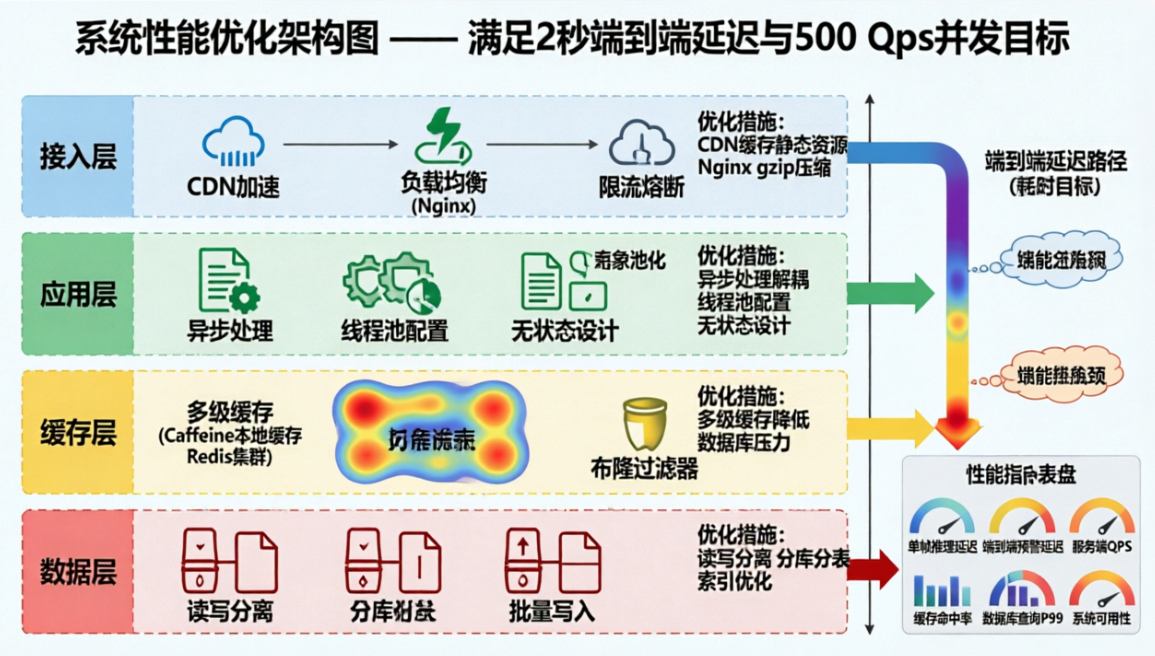 系统性能优化架构图 —— 满足2秒端到端延迟与500 Qps并发目标
接入层
CDN加速
负载均衡
(Nginx)
限流熔断
优化措施：
CDN缓存静态资源
Nginx gzip压缩
端到端延迟路径
(耗时目标)
应用层
异步处理
线程池配置
无状态设计
象池化
优化措施：
异步处理解耦
线程池配置
无状态设计
缓存层
多级缓存
(Caffeine本地缓存
Redis集群)
布隆过滤器
优化措施：
多级缓存降低
数据库压力
数据层
读写分离
分库
批量写入
优化措施：
读写分离 分库分表
索引优化
性能指标表盘
单帧推理延迟
端到端预警延迟
服务端QPS
缓存命中率
数据库查询P99
系统可用性